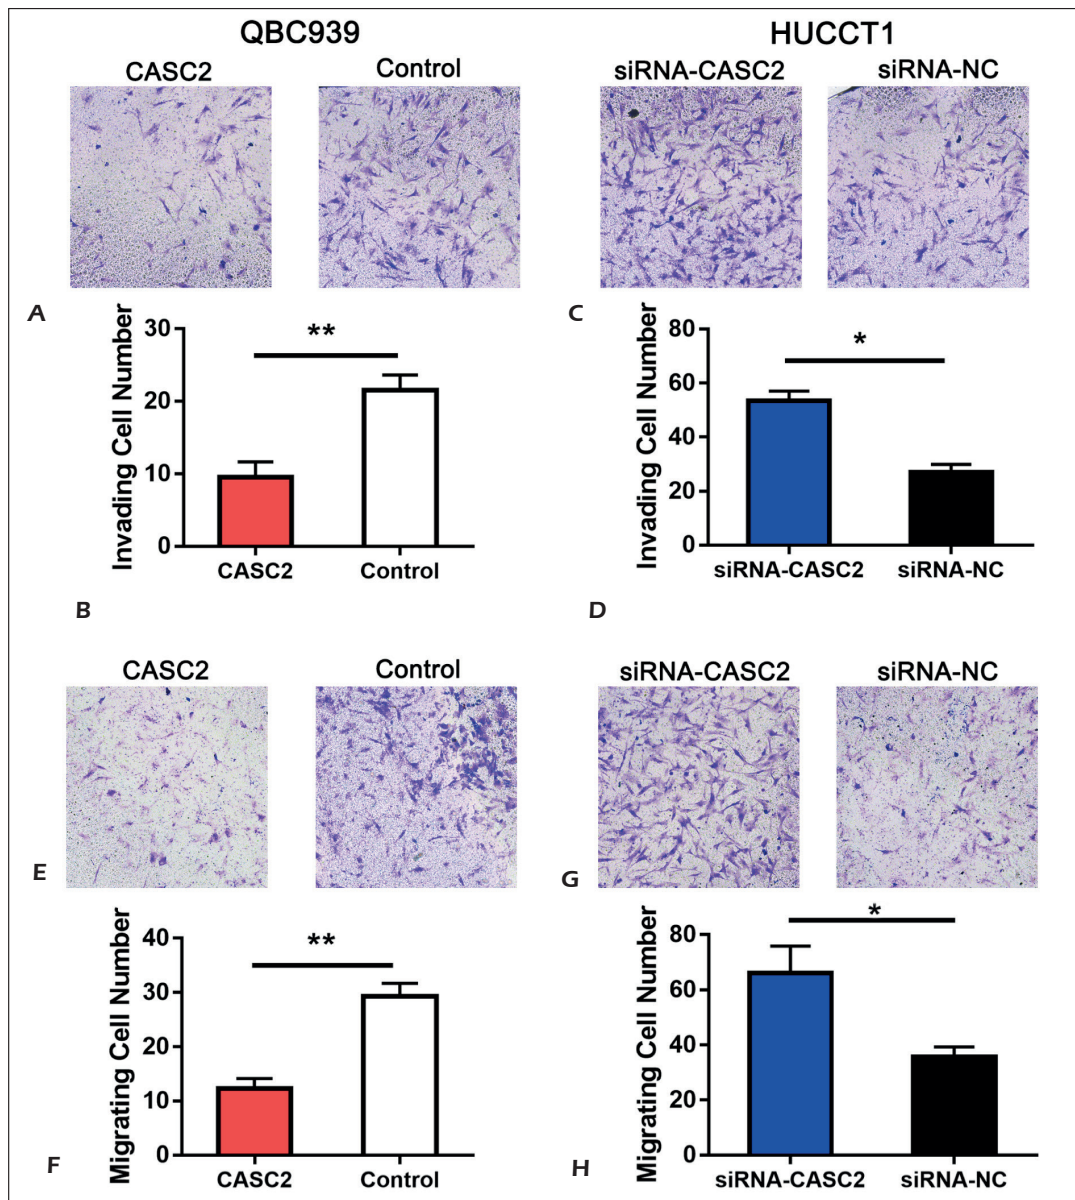 QBC939
HUCCT1
CASC2
Control
siRNA-CASC2
siRNA-NC
A
C
Invading Cell Number
30
20
10
0
**
CASC2
Control
B
Invading Cell Number
80
60
40
20
0
*
siRNA-CASC2
siRNA-NC
D
CASC2
Control
siRNA-CASC2
siRNA-NC
E
G
Migrating Cell Number
40
30
20
10
0
**
CASC2
Control
F
Migrating Cell Number
80
60
40
20
0
*
siRNA-CASC2
siRNA-NC
H